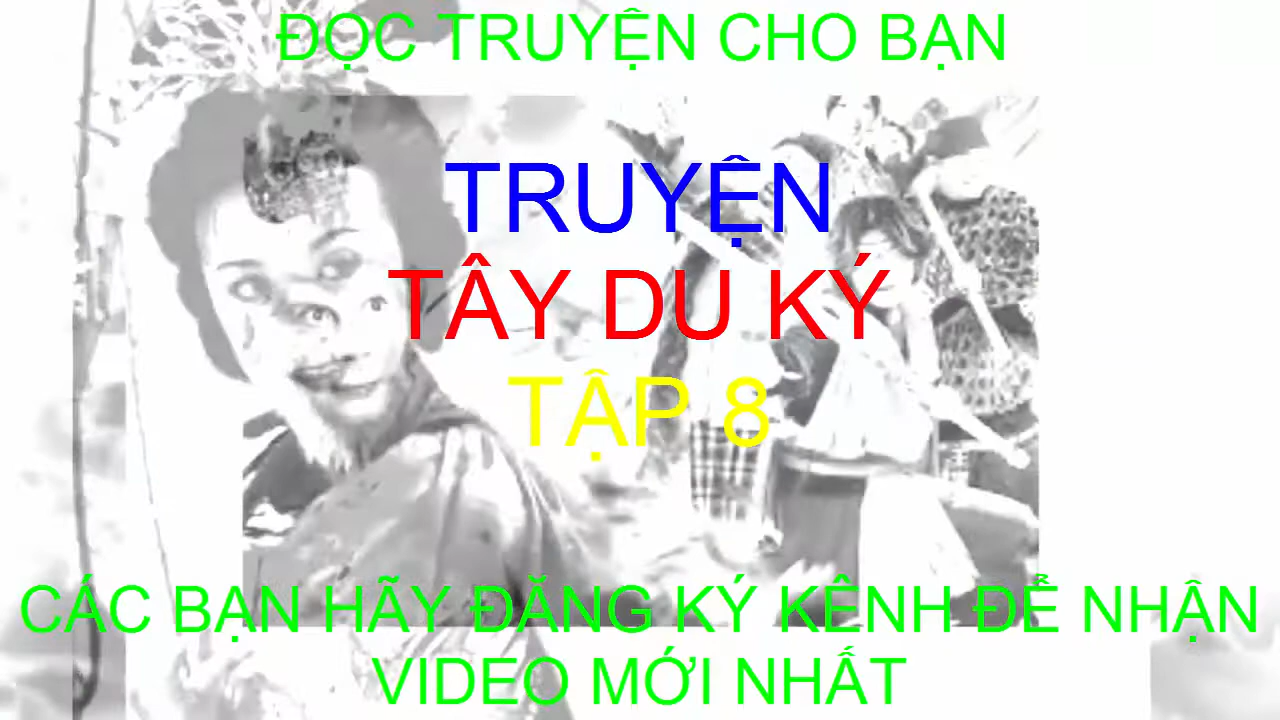 ĐỌC TRUYỆN CHO BẠN
TRUYỆN
TÂY DU KÝ
TẬP 8
CÁC BẠN HÃY ĐĂNG KÝ KÊNH ĐỂ NHẬN
VIDEO MỚI NHẤT